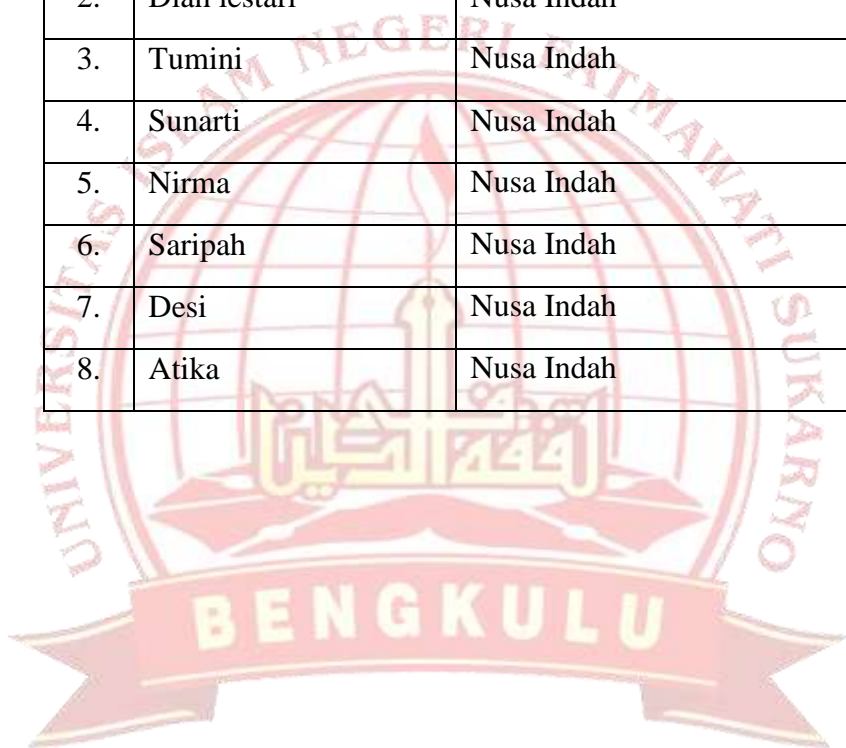 2. Dian lestari Nusa Indah
3. Tumini Nusa Indah
4. Sunarti Nusa Indah
5. Nirma Nusa Indah
6. Saripah Nusa Indah
7. Desi Nusa Indah
8. Atika Nusa Indah
UNIVERSITAS ISLAM NEGERI FATMAWATI SUKARNO
BENGKULU